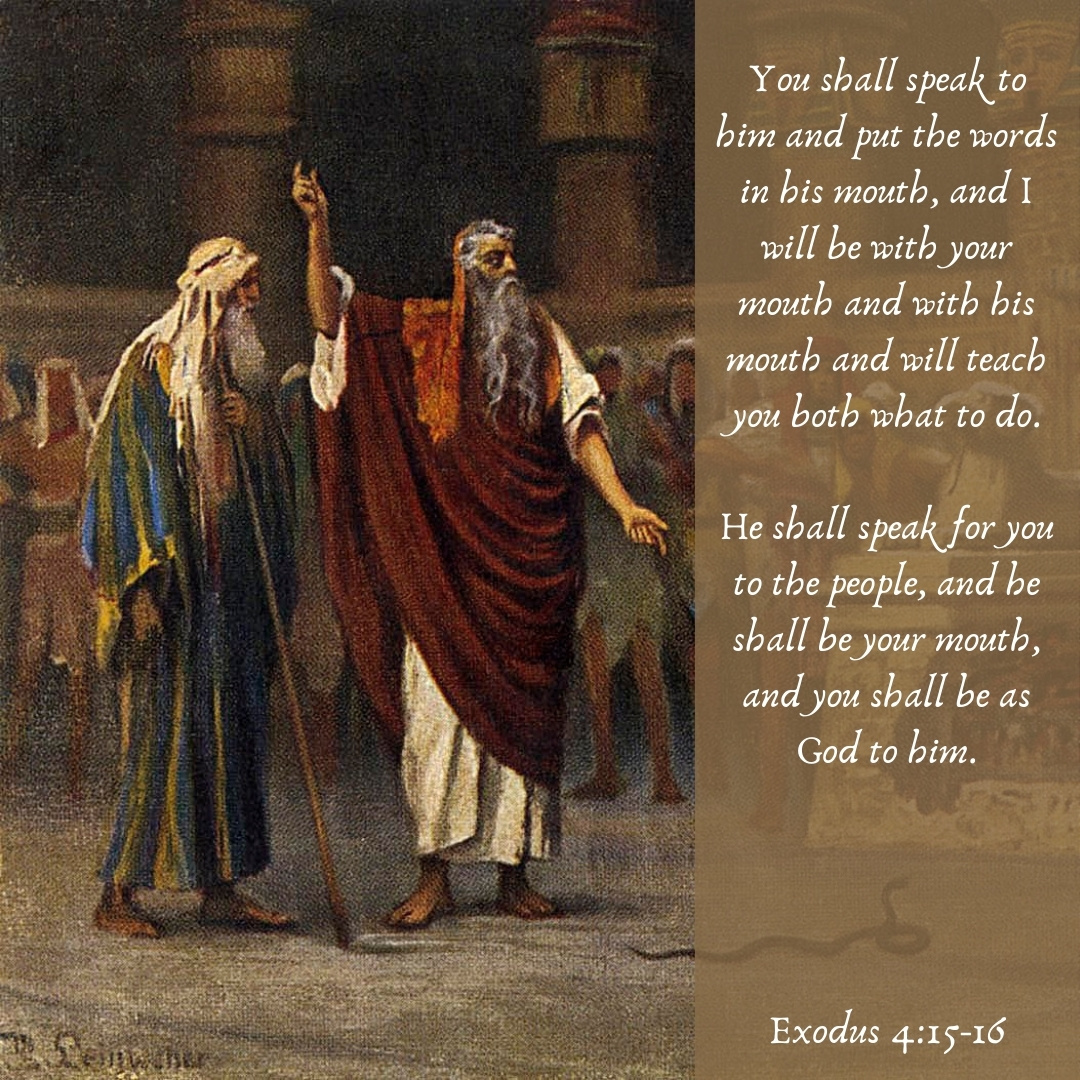 You shall speak to
him and put the words
in his mouth, and I
will be with your
mouth and with his
mouth and will teach
you both what to do.
He shall speak for you
to the people, and he
shall be your mouth,
and you shall be as
God to him.
Exodus 4:15-16